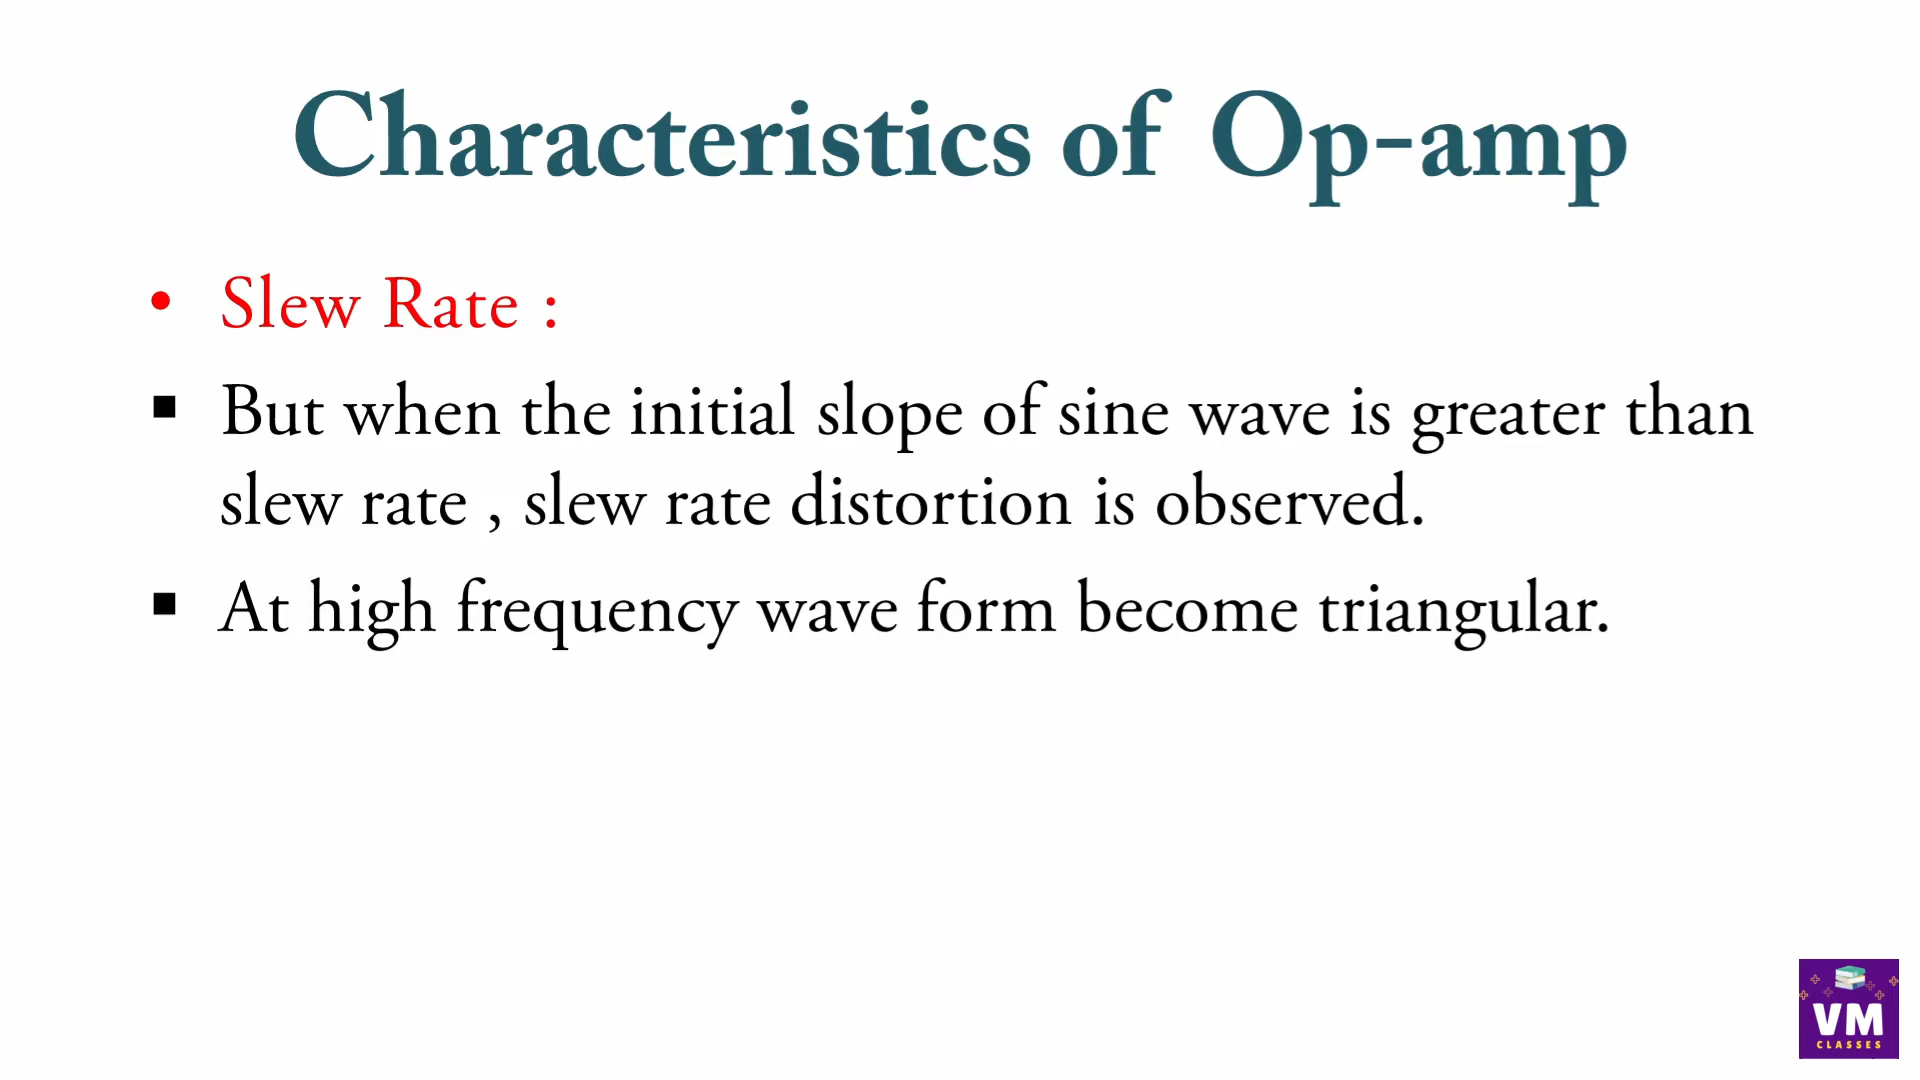 Characteristics of Op-amp
• Slew Rate :
▪ But when the initial slope of sine wave is greater than
slew rate , slew rate distortion is observed.
▪ At high frequency wave form become triangular.
VM
CLASSES